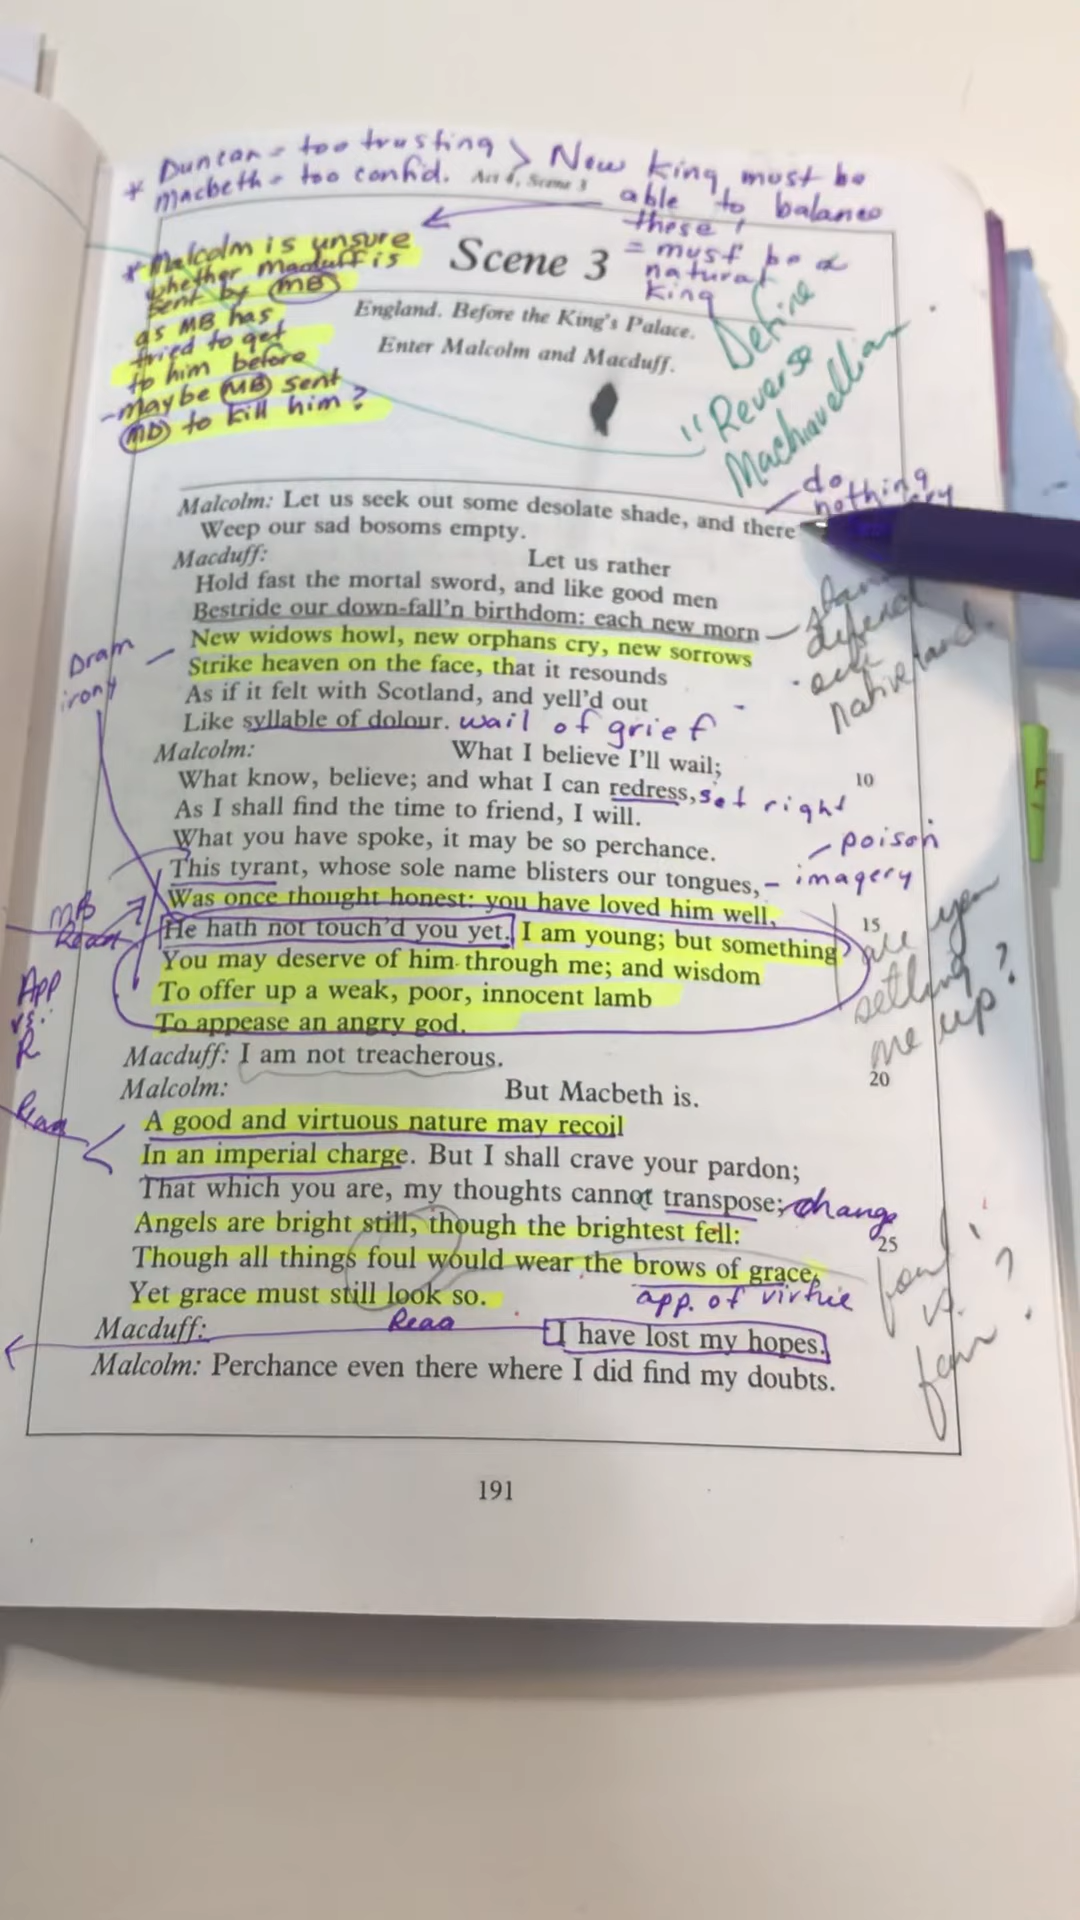 * Duncan - too trusting > New king must be
Macbeth - too confid. Act 4, Scene 3 able to balance
these!
= must be a
natural
king
* Malcolm is unsure
whether Macduff is
sent by MB
as MB has
tried to get
to him before
- maybe MB sent
MD to kill him?
Scene 3
England. Before the King's Palace.
Enter Malcolm and Macduff.
Define
"Reverse
Machiavellian
do
nothing
Malcolm: Let us seek out some desolate shade, and there
Weep our sad bosoms empty.
Macduff: Let us rather
Hold fast the mortal sword, and like good men
Bestride our down-fall'n birthdom: each new morn
defend
our
native land.
New widows howl, new orphans cry, new sorrows
Dram
irony
Strike heaven on the face, that it resounds
As if it felt with Scotland, and yell'd out
Like syllable of dolour. wail of grief
Malcolm: What I believe I'll wail;
What know, believe; and what I can redress, set right 10
As I shall find the time to friend, I will.
What you have spoke, it may be so perchance.
This tyrant, whose sole name blisters our tongues, - poison
imagery
Was once thought honest: you have loved him well,
MB
Read
He hath not touch'd you yet. I am young; but something 15
You may deserve of him through me; and wisdom
To offer up a weak, poor, innocent lamb
To appease an angry god.
are you
setting
me up?
App
vs.
R
Macduff: I am not treacherous.
Malcolm: But Macbeth is. 20
Read
A good and virtuous nature may recoil
In an imperial charge. But I shall crave your pardon;
That which you are, my thoughts cannot transpose; change
Angels are bright still, though the brightest fell: 25
Though all things foul would wear the brows of grace,
Yet grace must still look so. app. of virtue
foul
vs.
fair?
Macduff: Read I have lost my hopes.
Malcolm: Perchance even there where I did find my doubts.
191